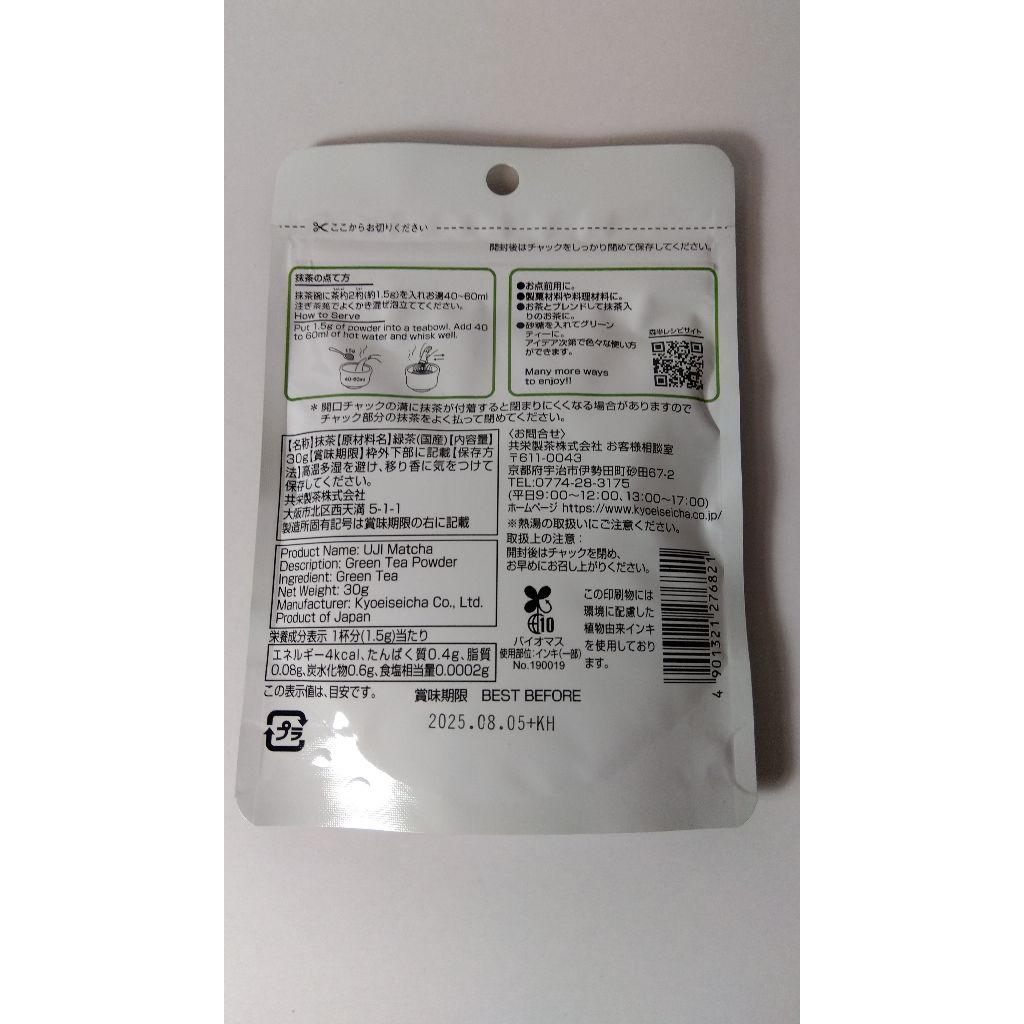 ここからお切りください
開封後はチャックをしっかり閉めて保存してください。
抹茶の点て方
抹茶碗に茶杓2杓(約1.5g)を入れお湯40~60ml
注ぎ茶筅でよくかき混ぜ泡立ててください。
How to Serve
Put 1.5g of powder into a teabowl. Add 40
to 60ml of hot water and whisk well.
1.5g
40-60ml
●お点前用に。
●製菓材料や料理材料に。
●お茶とブレンドして抹茶入
りのお茶に。
●砂糖を入れてグリーン
ティーに。
アイデア次第で色々な使い方
ができます。
Many more ways
to enjoy!!
森半レシピサイト
＊開口チャックの溝に抹茶が付着すると閉まりにくくなる場合がありますので
チャック部分の抹茶をよく払って閉めてください。
【名称】抹茶【原材料名】緑茶(国産)【内容量】
30g【賞味期限】枠外下部に記載【保存方
法】高温多湿を避け、移り香に気をつけて
保存してください。
共栄製茶株式会社
大阪市北区西天満 5-1-1
製造所固有記号は賞味期限の右に記載
Product Name: UJI Matcha
Description: Green Tea Powder
Ingredient: Green Tea
Net Weight: 30g
Manufacturer: Kyoeiseicha Co., Ltd.
Product of Japan
栄養成分表示 1杯分(1.5g)当たり
エネルギー4kcal、たんぱく質0.4g、脂質
0.08g、炭水化物0.6g、食塩相当量0.0002g
この表示値は、目安です。
〈お問合せ〉
共栄製茶株式会社 お客様相談室
〒611-0043
京都府宇治市伊勢田町砂田67-2
TEL:0774-28-3175
(平日9:00~12:00、13:00~17:00)
ホームページ https://www.kyoeiseicha.co.jp/
※熱湯の取扱いにご注意ください。
取扱上の注意：
開封後はチャックを閉め、
お早めにお召し上がりください。
10
バイオマス
使用部位:インキ(一部)
No.190019
この印刷物には
環境に配慮した
植物由来インキ
を使用しており
ます。
4 901321 276821
賞味期限 BEST BEFORE
2025.08.05+KH
プラ